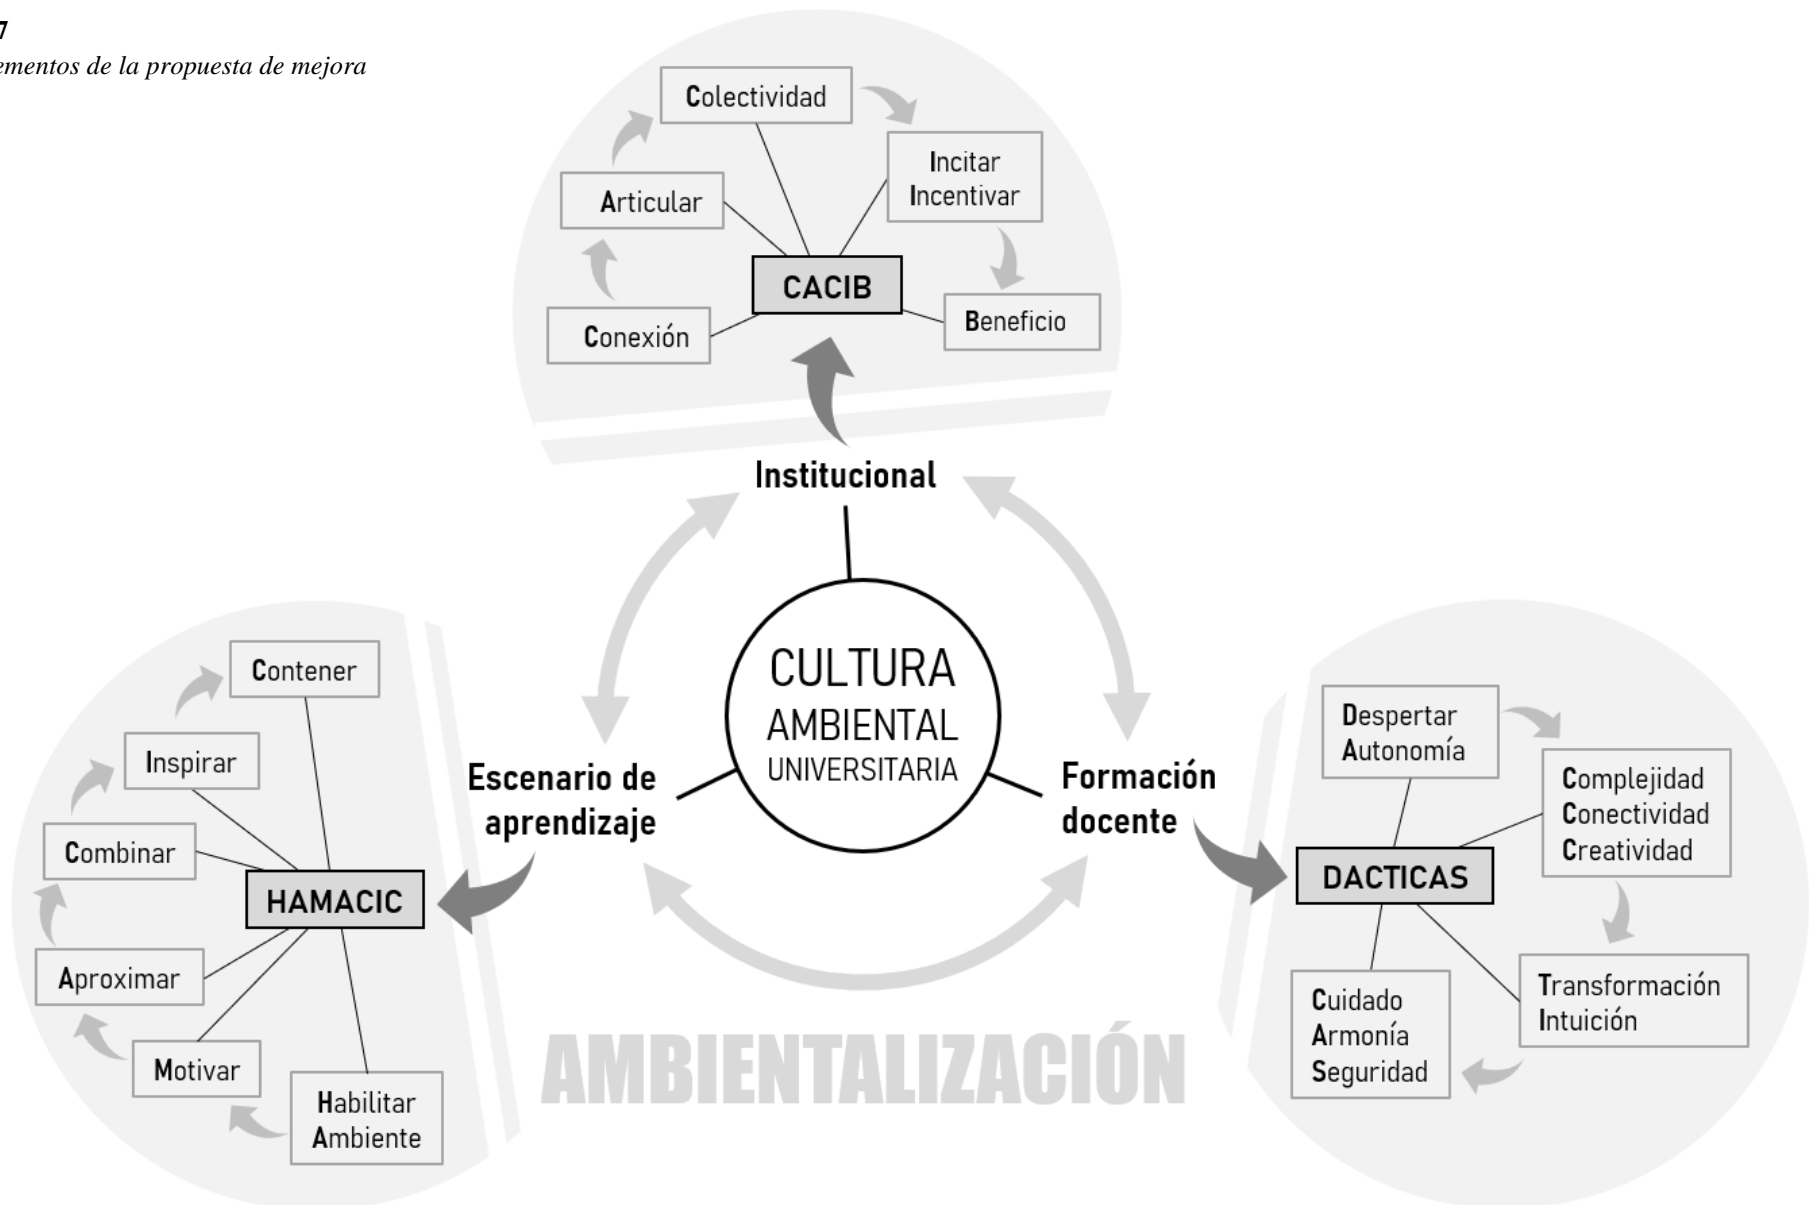 7
ementos de la propuesta de mejora
Colectividad
Incitar
Incentivar
Articular
CACIB
Conexión
Beneficio
Institucional
CULTURA
AMBIENTAL
UNIVERSITARIA
Escenario de
aprendizaje
Formación
docente
Contener
Inspirar
Combinar
HAMACIC
Aproximar
Motivar
Habilitar
Ambiente
Despertar
Autonomía
Complejidad
Conectividad
Creatividad
DACTICAS
Transformación
Intuición
Cuidado
Armonía
Seguridad
AMBIENTALIZACIÓN